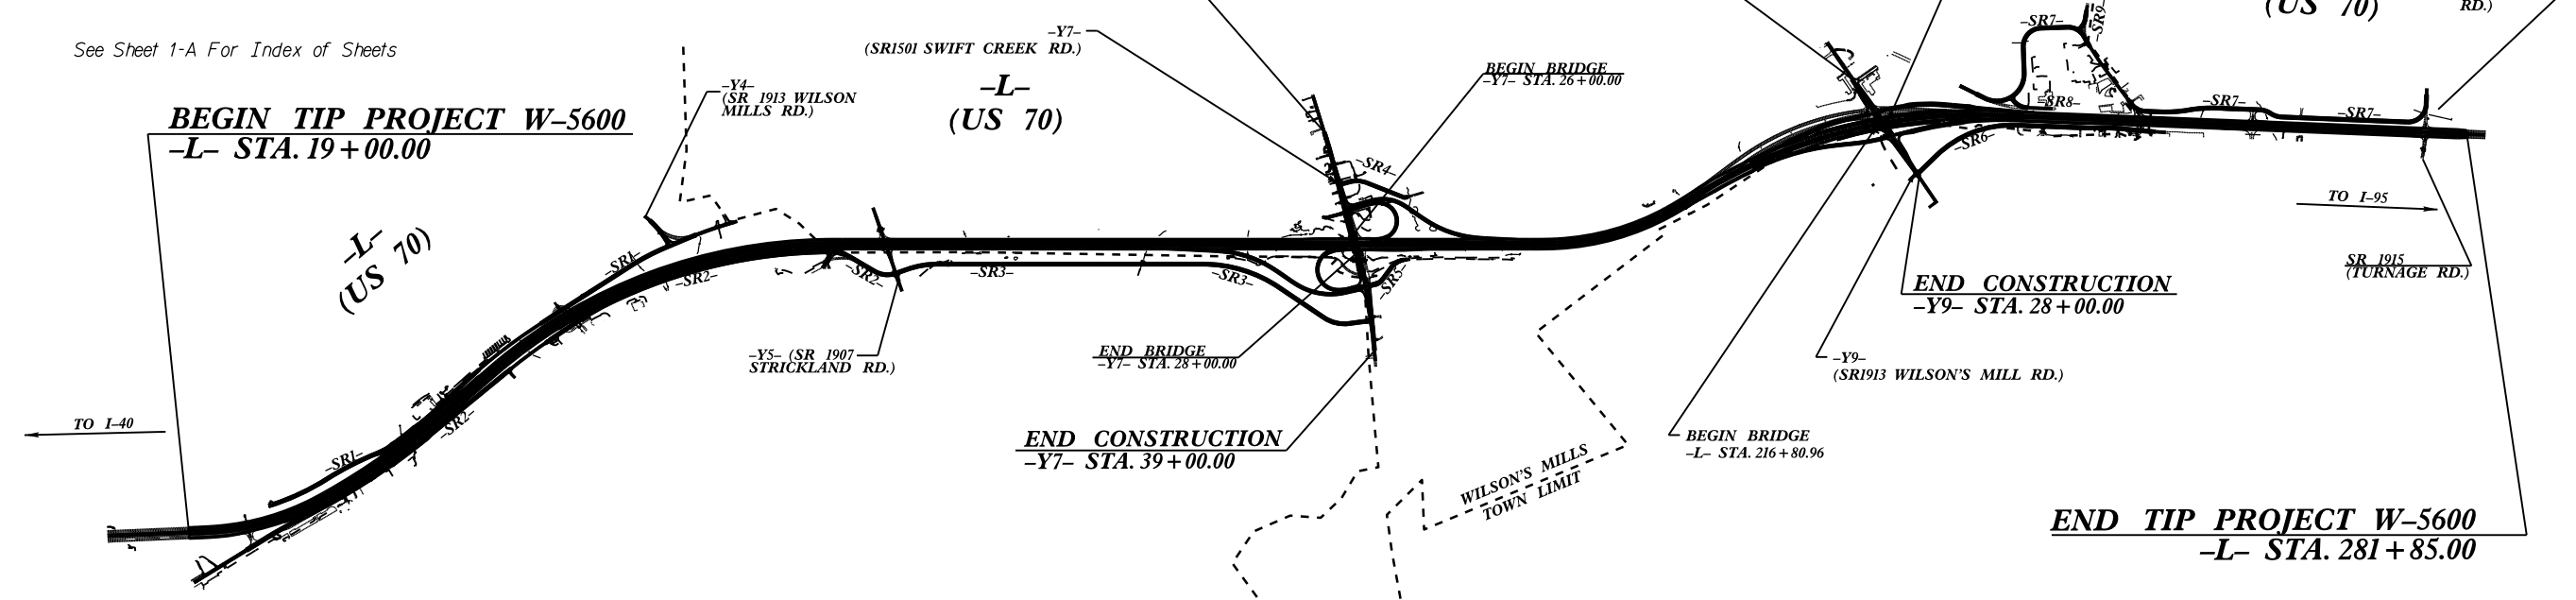 See Sheet 1-A For Index of Sheets
BEGIN TIP PROJECT W–5600
–L– STA. 19+00.00
–L–
(US 70)
–Y4–
(SR 1913 WILSON
MILLS RD.)
–Y7–
(SR1501 SWIFT CREEK RD.)
–L–
(US 70)
BEGIN BRIDGE
–Y7– STA. 26+00.00
(US 70)
RD.)
–SR7–
–SR9–
–SR8–
–SR7–
–SR7–
–SR6–
–SR4–
–SR5–
–SR1–
–SR2–
–SR2–
–SR3–
–SR3–
–SR2–
–SR1–
TO I–95
SR 1915
(TURNAGE RD.)
END CONSTRUCTION
–Y9– STA. 28+00.00
–Y9–
(SR1913 WILSON'S MILL RD.)
–Y5– (SR 1907
STRICKLAND RD.)
END BRIDGE
–Y7– STA. 28+00.00
TO I–40
END CONSTRUCTION
–Y7– STA. 39+00.00
BEGIN BRIDGE
–L– STA. 216+80.96
WILSON'S MILLS
TOWN LIMIT
END TIP PROJECT W–5600
–L– STA. 281+85.00